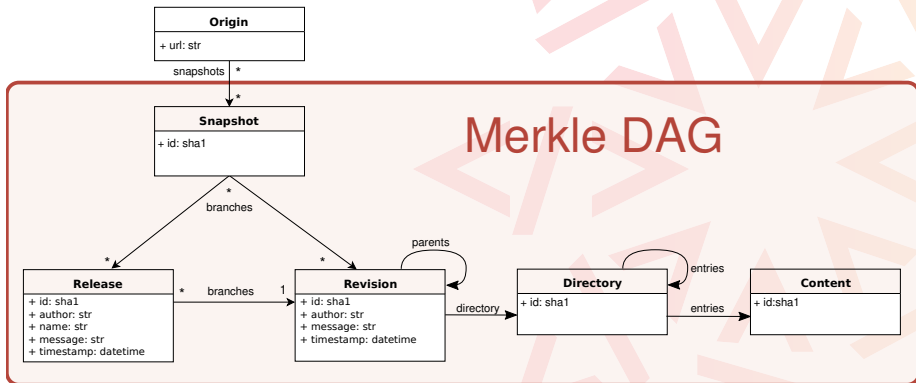 Origin
+ url: str
snapshots *
*
Snapshot
+ id: sha1
Merkle DAG
*
branches
*
*
parents
Release
+ id: sha1
+ author: str
+ name: str
+ message: str
+ timestamp: datetime
* branches 1
Revision
+ id: sha1
+ author: str
+ message: str
+ timestamp: datetime
directory
Directory
+ id: sha1
entries
entries
Content
+ id:sha1